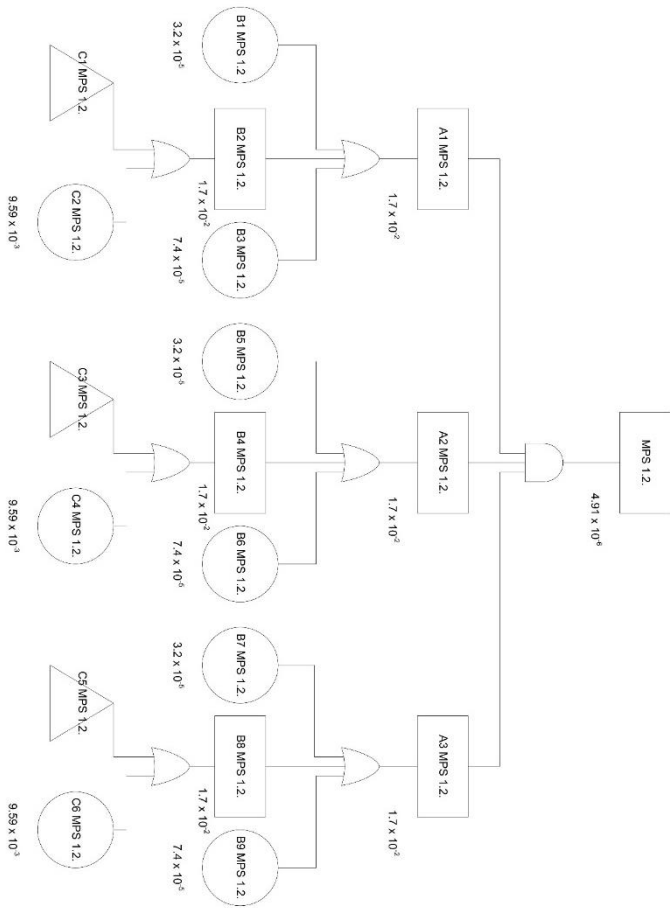 MPS 1.2.
4.91 x 10⁻⁶
A1 MPS 1.2.
A2 MPS 1.2.
A3 MPS 1.2.
1.7 x 10⁻²
1.7 x 10⁻²
1.7 x 10⁻²
B1 MPS 1.2
B2 MPS 1.2.
B3 MPS 1.2.
B5 MPS 1.2.
B4 MPS 1.2.
B6 MPS 1.2.
B7 MPS 1.2.
B8 MPS 1.2.
B9 MPS 1.2.
3.2 x 10⁻⁵
1.7 x 10⁻²
7.4 x 10⁻⁵
3.2 x 10⁻⁵
1.7 x 10⁻²
7.4 x 10⁻⁵
3.2 x 10⁻⁵
1.7 x 10⁻²
7.4 x 10⁻⁵
C1 MPS 1.2.
C2 MPS 1.2.
C3 MPS 1.2.
C4 MPS 1.2.
C5 MPS 1.2.
C6 MPS 1.2.
9.59 x 10⁻³
9.59 x 10⁻³
9.59 x 10⁻³